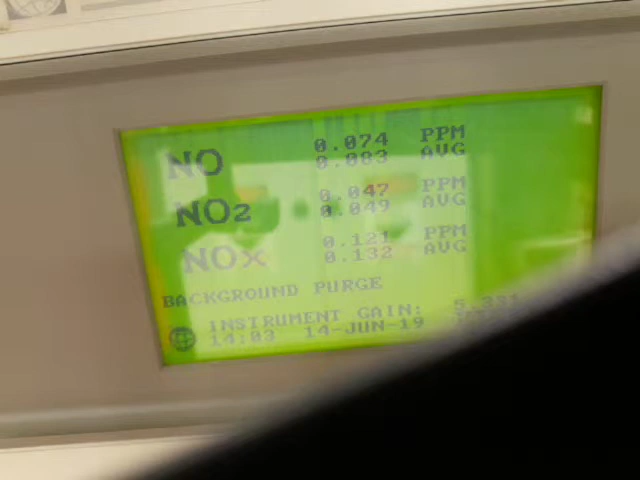 NO 0.074 PPM
0.083 AVG
NO2 0.047 PPM
0.049 AVG
NOx 0.121 PPM
0.132 AVG
BACKGROUND PURGE
INSTRUMENT GAIN:
14:03 14-JUN-19